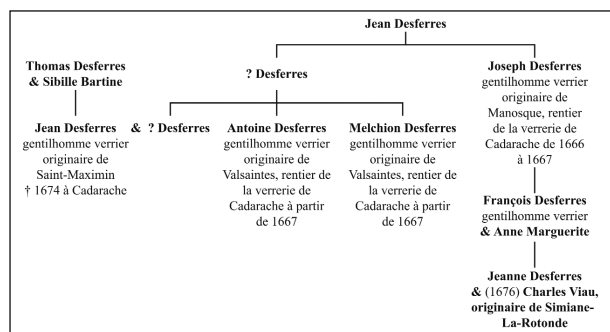 Jean Desferres
Thomas Desferres
& Sibille Bartine
? Desferres
Joseph Desferres
gentilhomme verrier
originaire de
Manosque, rentier
de la verrerie de
Cadarache de 1666
à 1667
Jean Desferres
gentilhomme verrier
originaire de
Saint-Maximin
† 1674 à Cadarache
& ? Desferres
Antoine Desferres
gentilhomme verrier
originaire de
Valsaintes, rentier de
la verrerie de
Cadarache à partir
de 1667
Melchion Desferres
gentilhomme verrier
originaire de
Valsaintes, rentier de
la verrerie de
Cadarache à partir
de 1667
François Desferres
gentilhomme verrier
& Anne Marguerite
Jeanne Desferres
& (1676) Charles Viau,
originaire de Simiane-
La-Rotonde